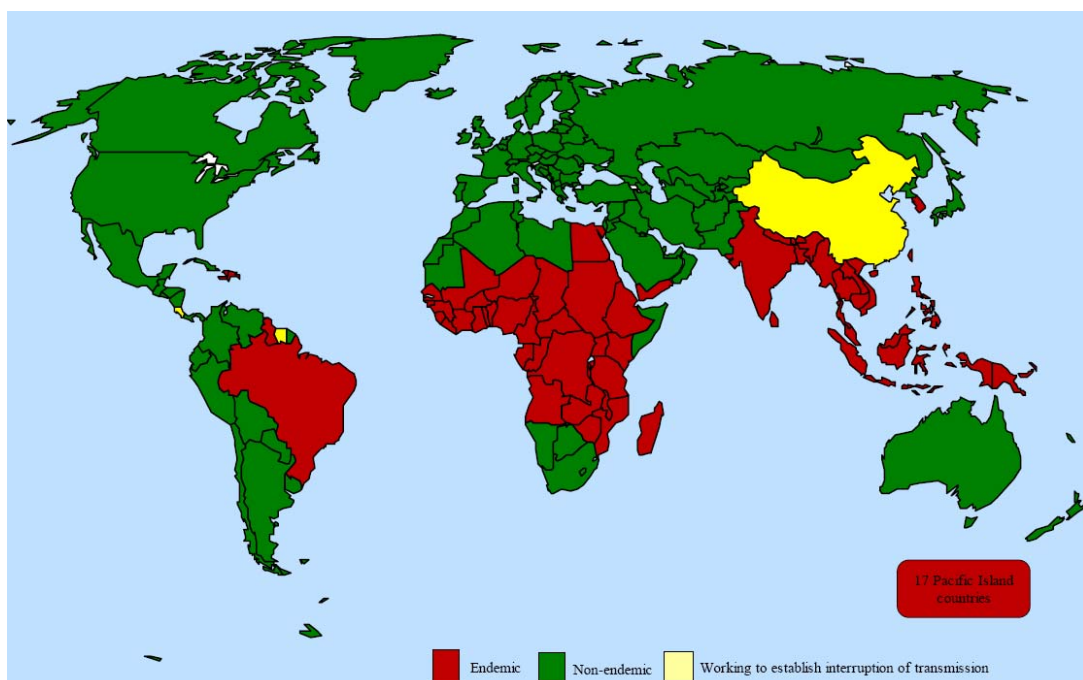 17 Pacific Island
countries
Endemic
Non-endemic
Working to establish interruption of transmission